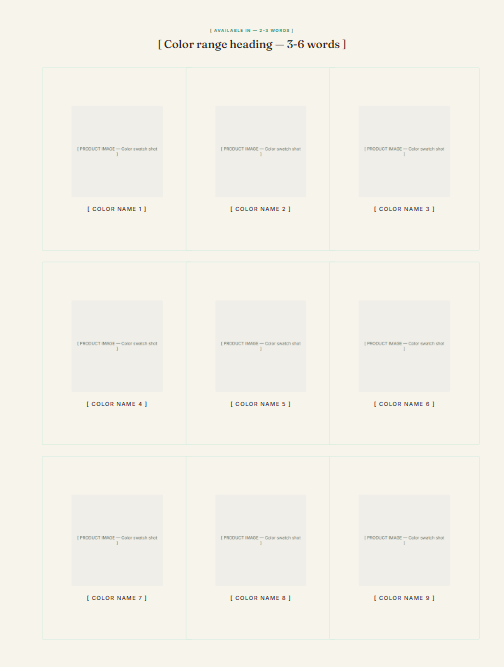 [ AVAILABLE IN — 2-3 WORDS ]
[ Color range heading — 3-6 words ]
[ PRODUCT IMAGE — Color swatch shot
]
[ PRODUCT IMAGE — Color swatch shot
]
[ PRODUCT IMAGE — Color swatch shot
]
[ COLOR NAME 1 ]
[ COLOR NAME 2 ]
[ COLOR NAME 3 ]
[ PRODUCT IMAGE — Color swatch shot
]
[ PRODUCT IMAGE — Color swatch shot
]
[ PRODUCT IMAGE — Color swatch shot
]
[ COLOR NAME 4 ]
[ COLOR NAME 5 ]
[ COLOR NAME 6 ]
[ PRODUCT IMAGE — Color swatch shot
]
[ PRODUCT IMAGE — Color swatch shot
]
[ PRODUCT IMAGE — Color swatch shot
]
[ COLOR NAME 7 ]
[ COLOR NAME 8 ]
[ COLOR NAME 9 ]